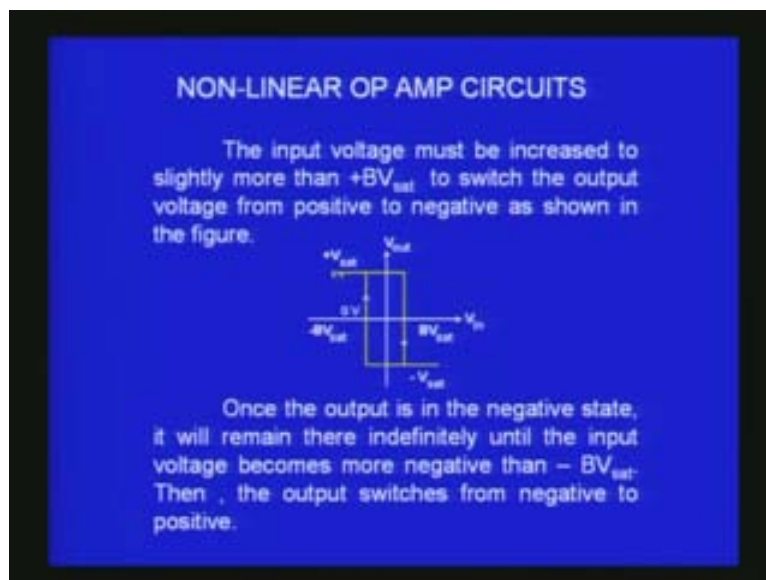 NON-LINEAR OP AMP CIRCUITS
The input voltage must be increased to
slightly more than +BVsat to switch the output
voltage from positive to negative as shown in
the figure.
+Vsat
Vout
-BVsat
BVsat
Vin
- Vsat
Once the output is in the negative state,
it will remain there indefinitely until the input
voltage becomes more negative than – BVsat.
Then , the output switches from negative to
positive.